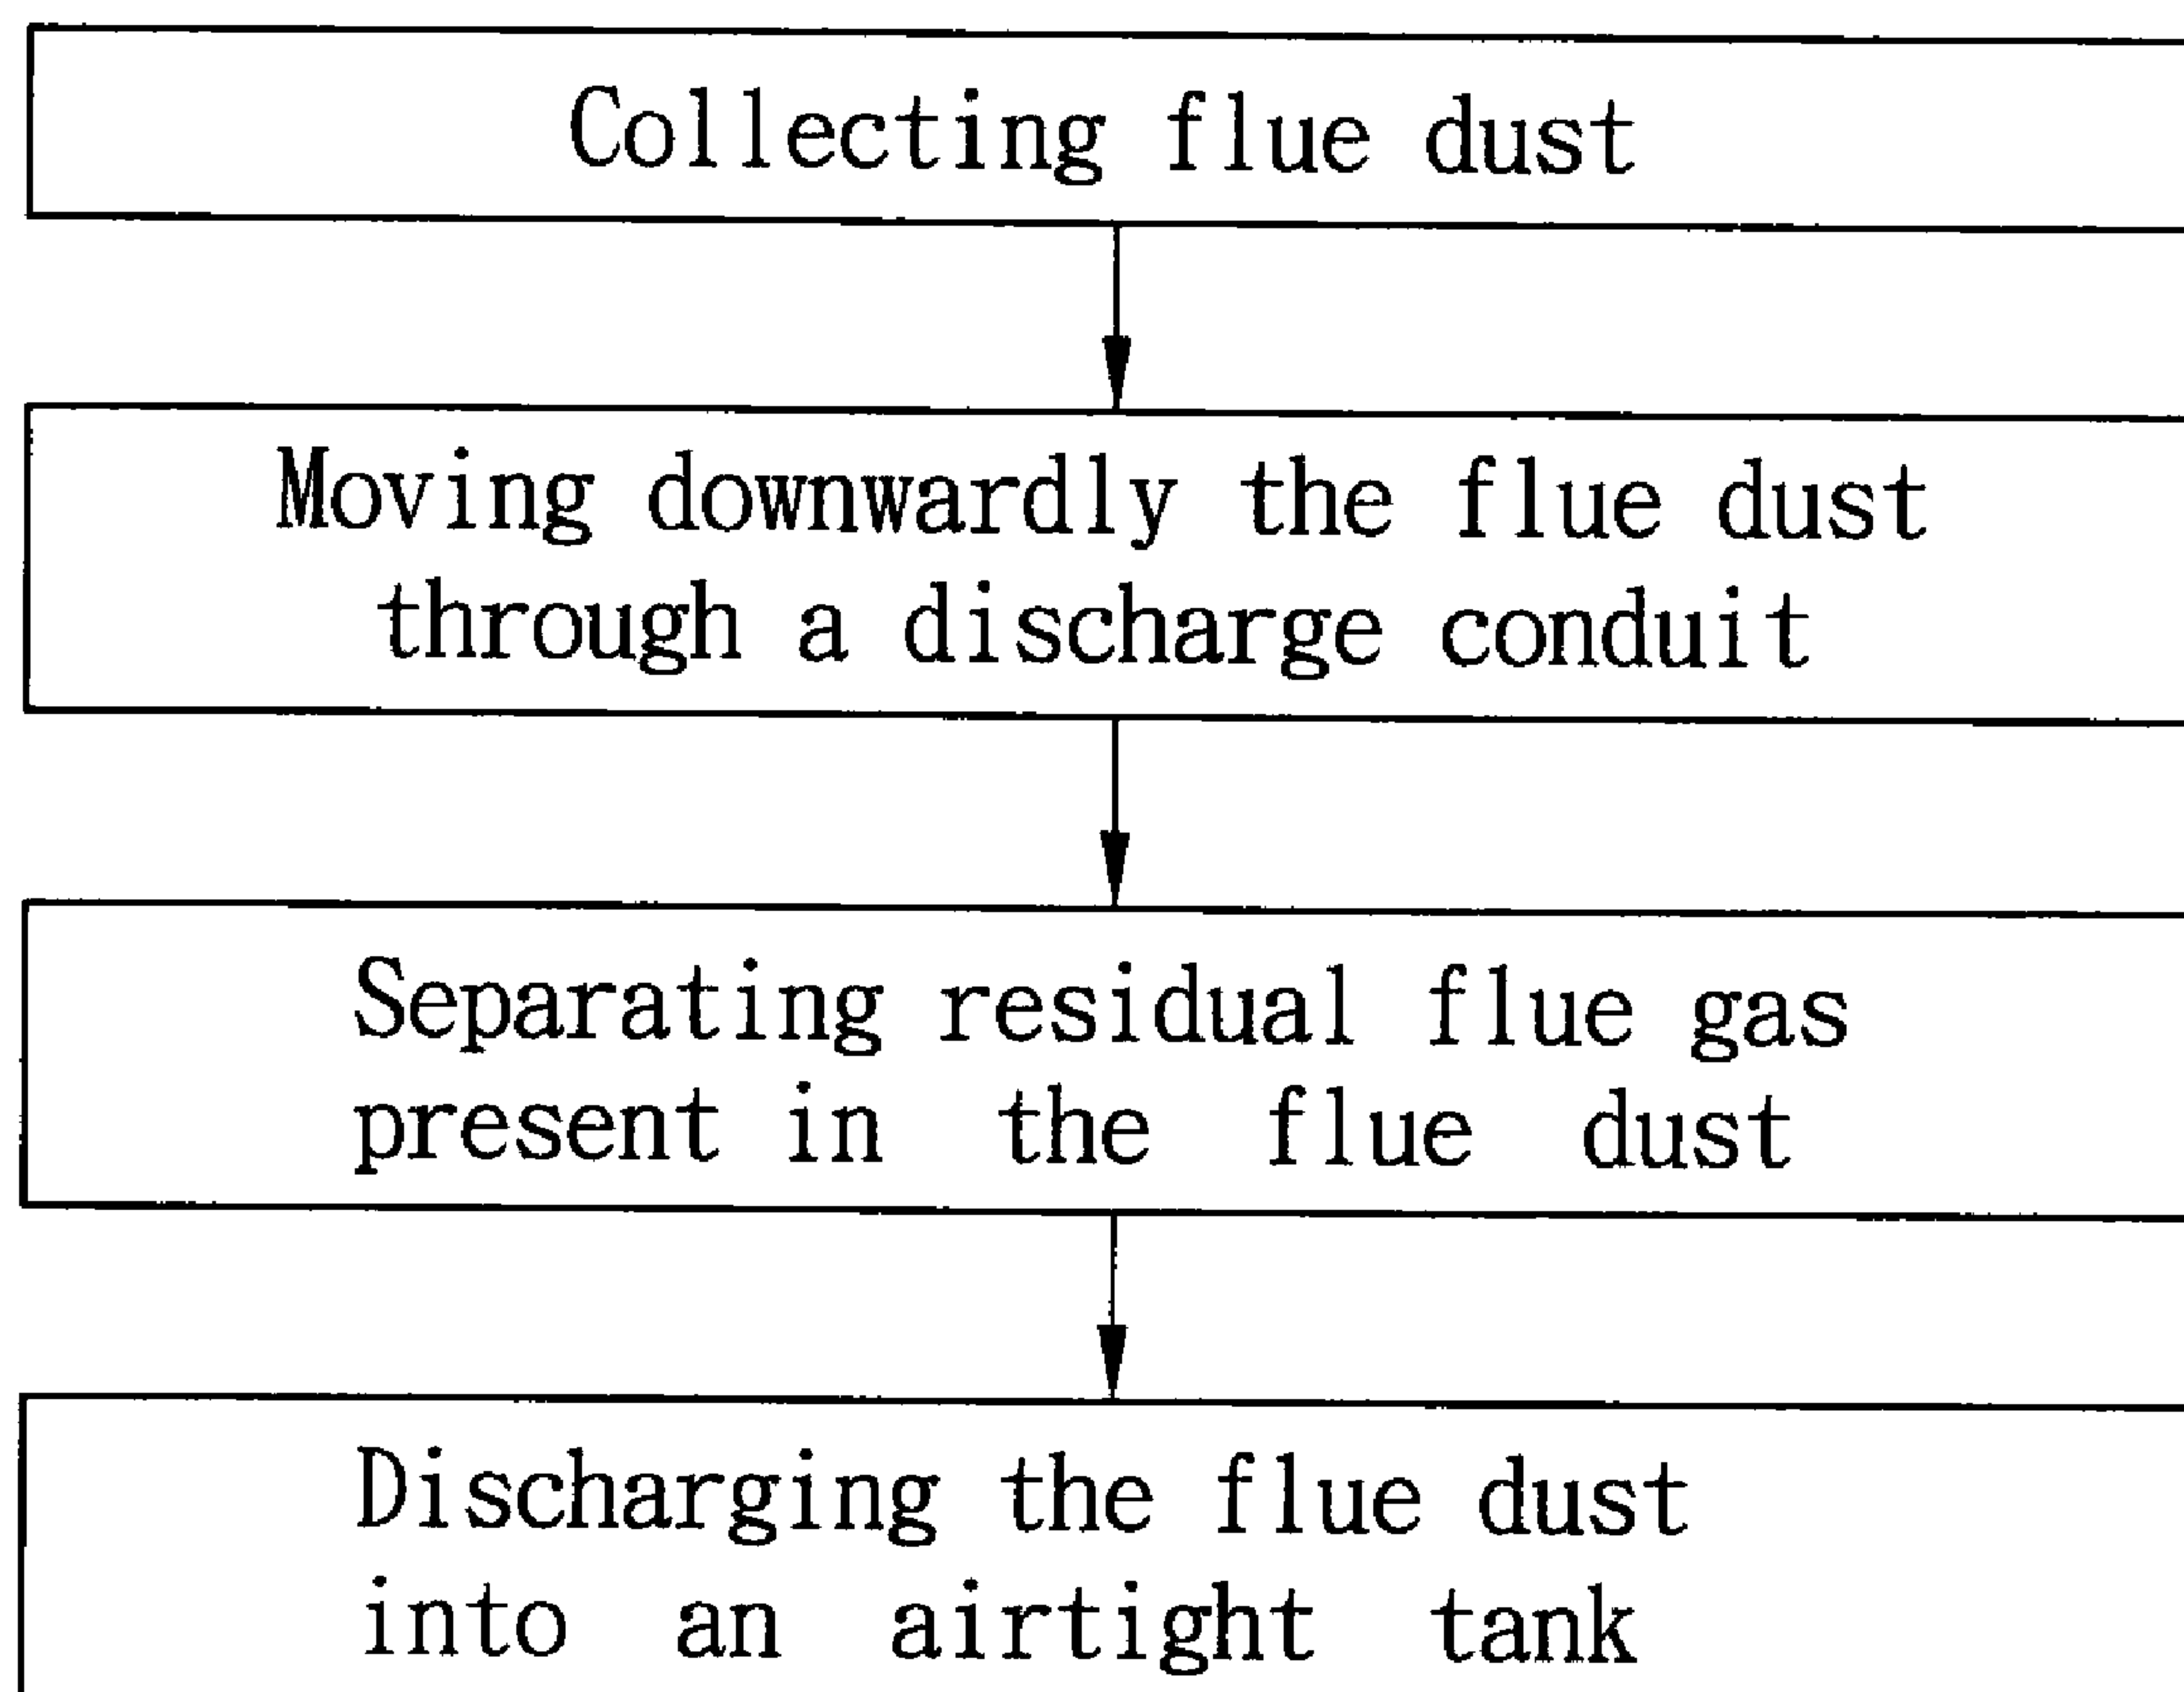 Collecting flue dust
Moving downwardly the flue dust
through a discharge conduit
Separating residual flue gas
present in the flue dust
Discharging the flue dust
into an airtight tank